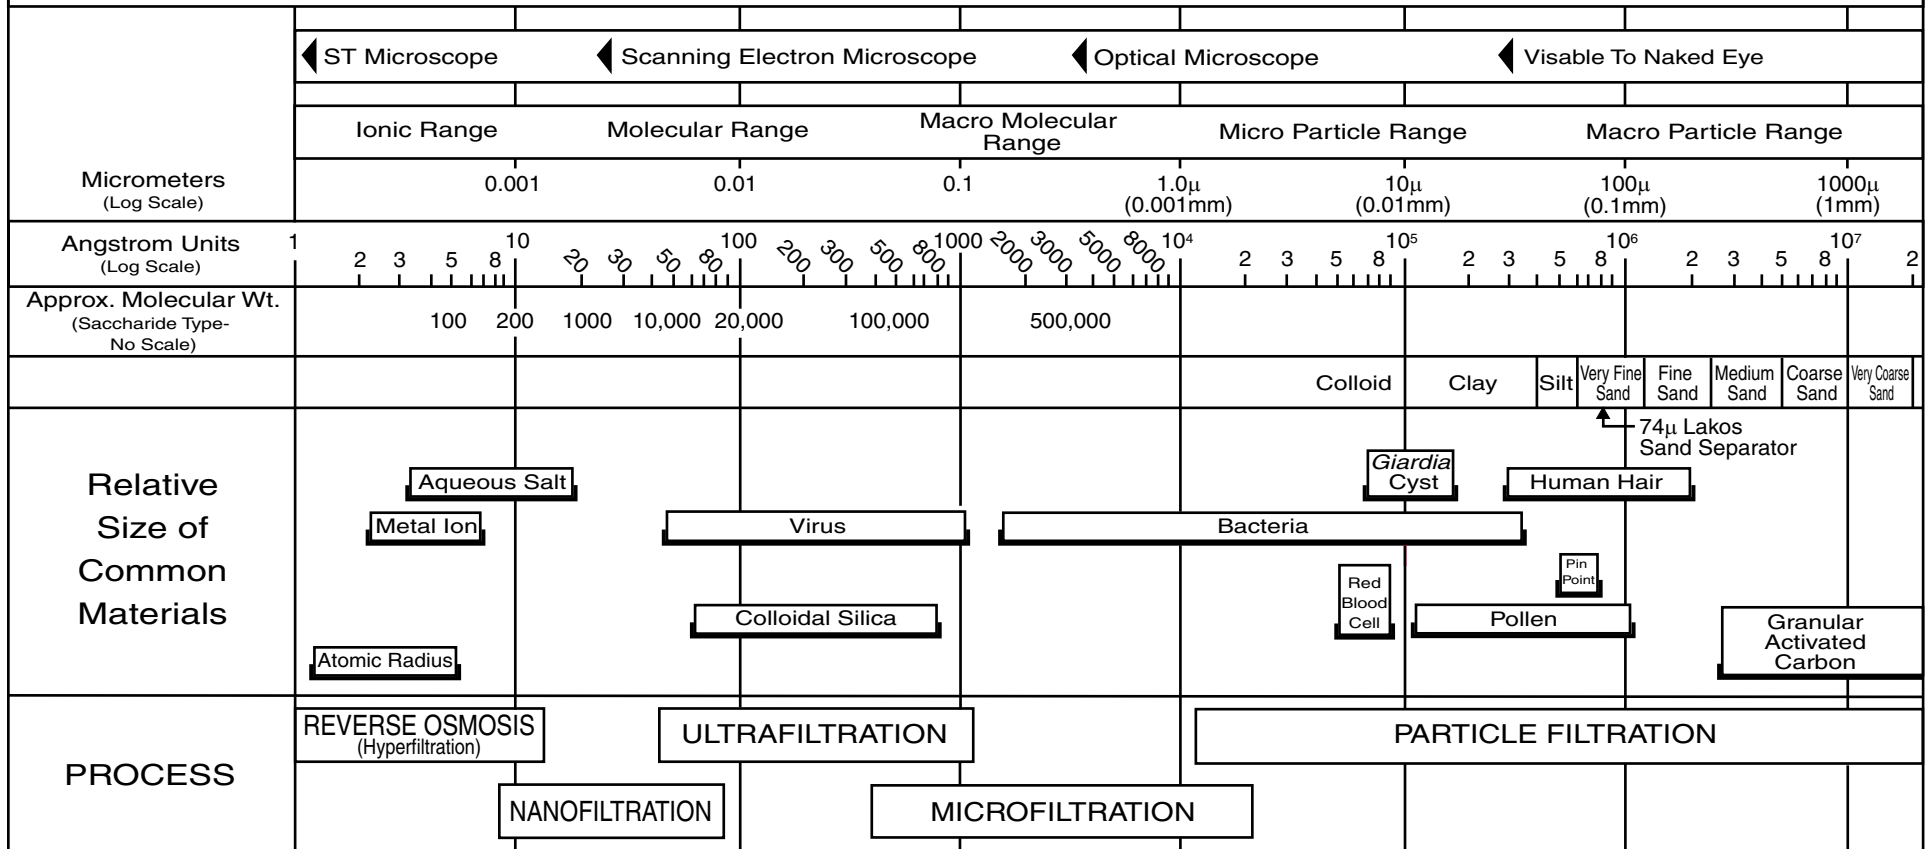 ST Microscope
Scanning Electron Microscope
Optical Microscope
Visable To Naked Eye
Ionic Range
Molecular Range
Macro Molecular
Range
Micro Particle Range
Macro Particle Range
Micrometers
(Log Scale)
0.001
0.01
0.1
1.0μ
(0.001mm)
10μ
(0.01mm)
100μ
(0.1mm)
1000μ
(1mm)
Angstrom Units
(Log Scale)
1
2
3
5
8
10
20
30
50
80
100
200
300
500
800
1000
2000
3000
5000
8000
10⁴
2
3
5
8
10⁵
2
3
5
8
10⁶
2
3
5
8
10⁷
2
Approx. Molecular Wt.
(Saccharide Type-
No Scale)
100
200
1000
10,000
20,000
100,000
500,000
Colloid
Clay
Silt
Very Fine
Sand
Fine
Sand
Medium
Sand
Coarse
Sand
Very Coarse
Sand
74μ Lakos
Sand Separator
Relative
Size of
Common
Materials
Aqueous Salt
Giardia
Cyst
Human Hair
Metal Ion
Virus
Bacteria
Pin
Point
Red
Blood
Cell
Colloidal Silica
Pollen
Granular
Activated
Carbon
Atomic Radius
PROCESS
REVERSE OSMOSIS
(Hyperfiltration)
ULTRAFILTRATION
PARTICLE FILTRATION
NANOFILTRATION
MICROFILTRATION